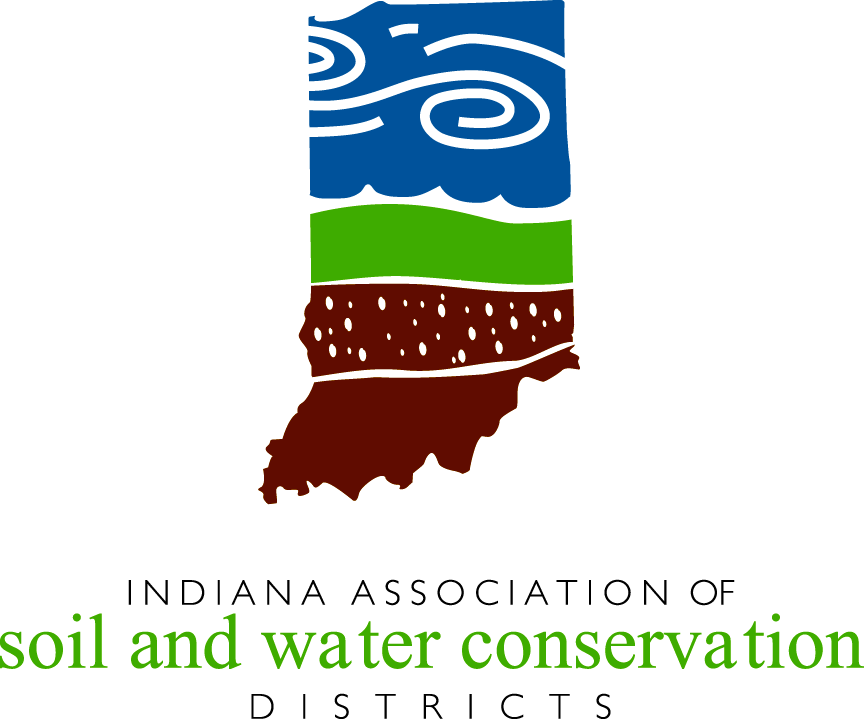 INDIANA ASSOCIATION OF
soil and water conservation
DISTRICTS